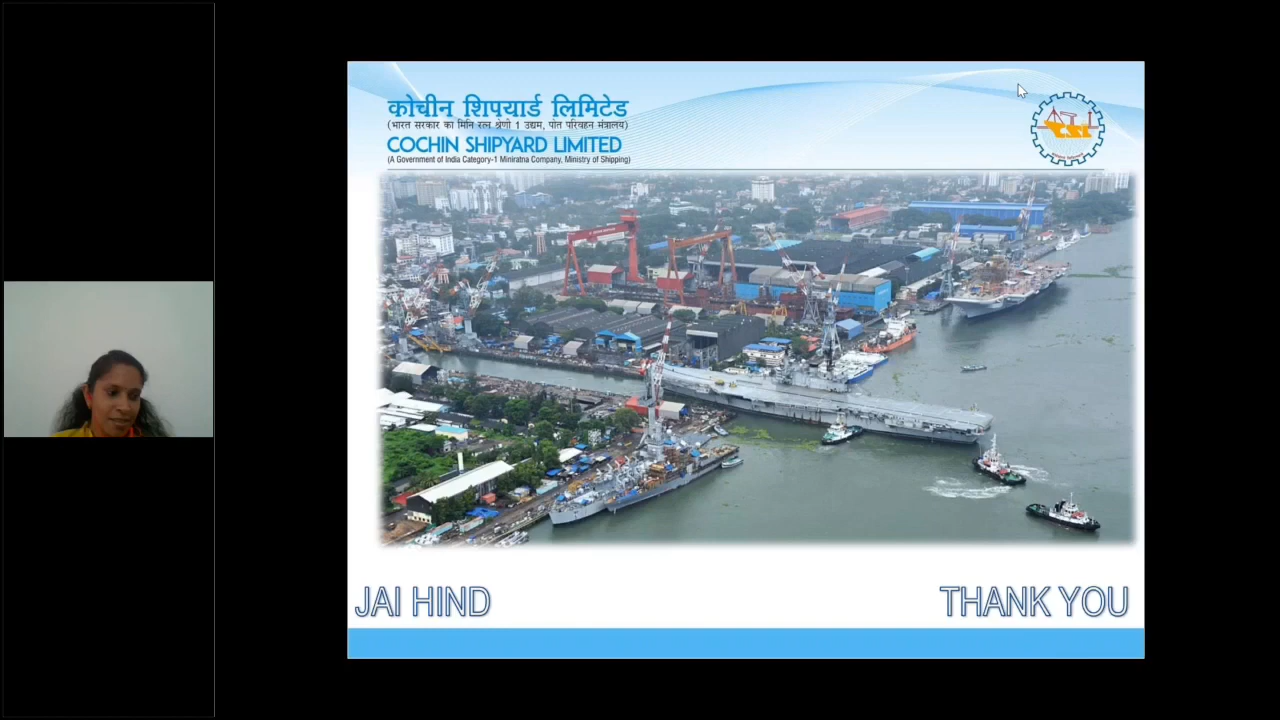 कोचीन शिपयार्ड लिमिटेड
(भारत सरकार का मिनि रत्न श्रेणी 1 उद्यम, पोत परिवहन मंत्रालय)
COCHIN SHIPYARD LIMITED
(A Government of India Category-1 Miniratna Company, Ministry of Shipping)
CSL
JAI HIND
THANK YOU